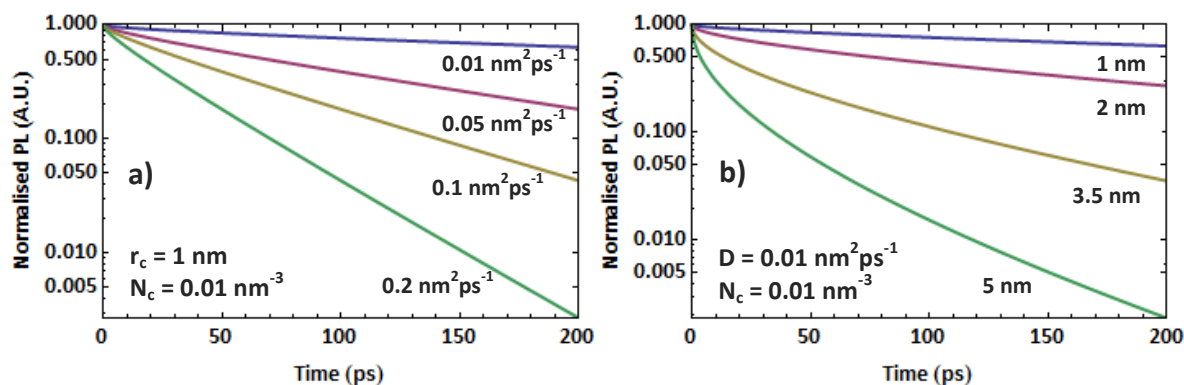 Normalised PL (A.U.)
1.000
0.500
0.100
0.050
0.010
0.005
0.01 nm²ps⁻¹
0.05 nm²ps⁻¹
0.1 nm²ps⁻¹
0.2 nm²ps⁻¹
a)
r_c = 1 nm
N_c = 0.01 nm⁻³
0 50 100 150 200
Time (ps)
Normalised PL (A.U.)
1.000
0.500
0.100
0.050
0.010
0.005
1 nm
2 nm
3.5 nm
5 nm
b)
D = 0.01 nm²ps⁻¹
N_c = 0.01 nm⁻³
0 50 100 150 200
Time (ps)